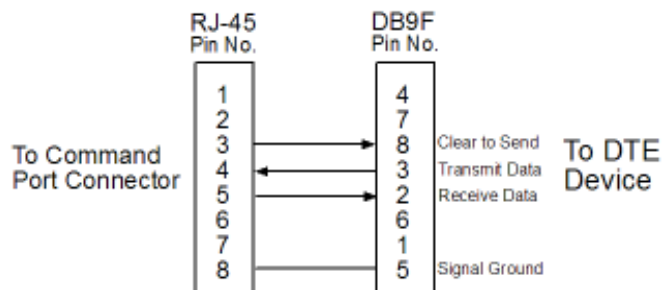 RJ-45
Pin No.
DB9F
Pin No.
1
2
3
4
5
6
7
8
4
7
8
3
2
6
1
5
Clear to Send
Transmit Data
Receive Data
Signal Ground
To Command
Port Connector
To DTE
Device